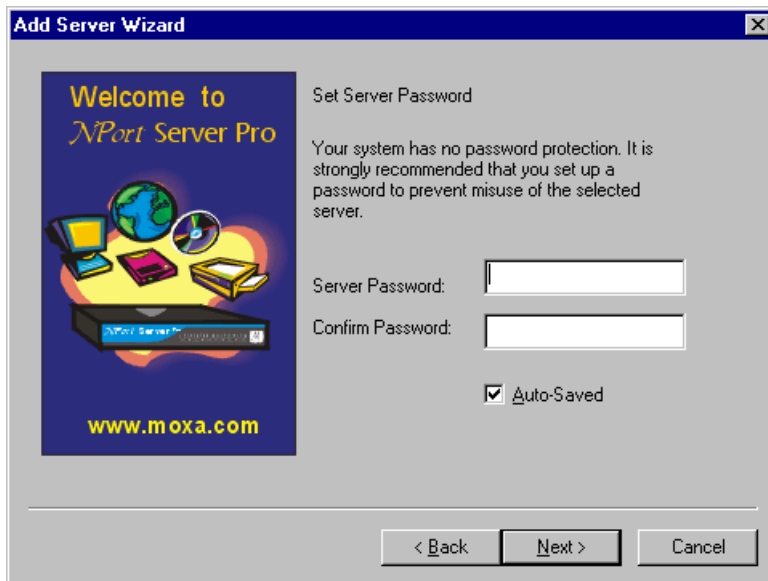 Add Server Wizard
Welcome to
NPort Server Pro
www.moxa.com
Set Server Password
Your system has no password protection. It is
strongly recommended that you set up a
password to prevent misuse of the selected
server.
Server Password:
Confirm Password:
Auto-Saved
< Back
Next >
Cancel